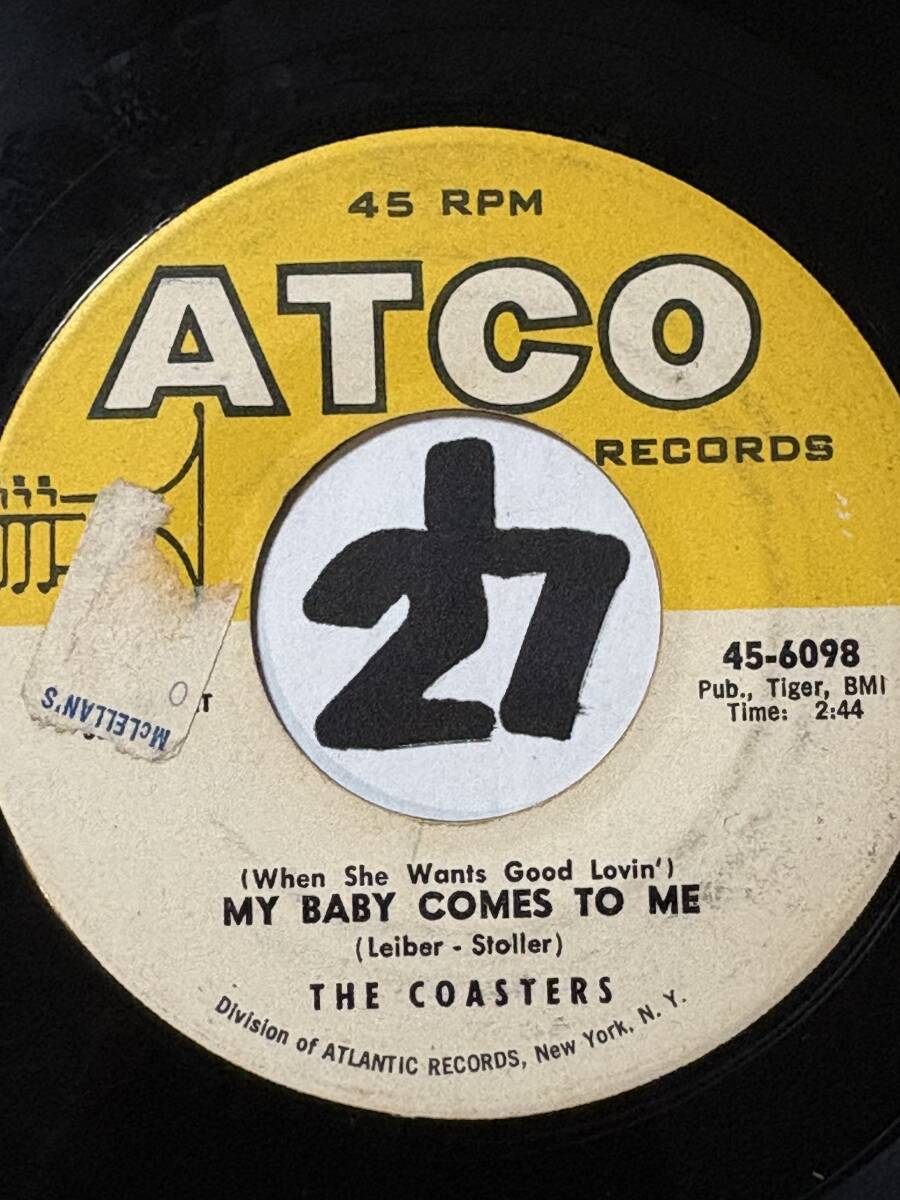 45 RPM
ATCO
RECORDS
27
45-6098
Pub., Tiger, BMI
Time: 2:44
McLELLAN'S
(When She Wants Good Lovin')
MY BABY COMES TO ME
(Leiber - Stoller)
THE COASTERS
Division of ATLANTIC RECORDS, New York, N. Y.